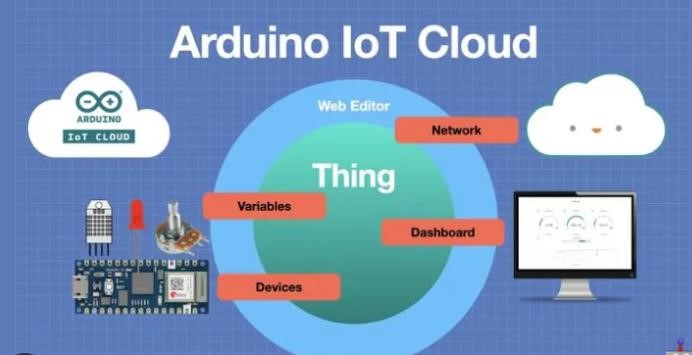 Arduino IoT Cloud
ARDUINO
IoT CLOUD
Web Editor
Network
Thing
Variables
Dashboard
Devices